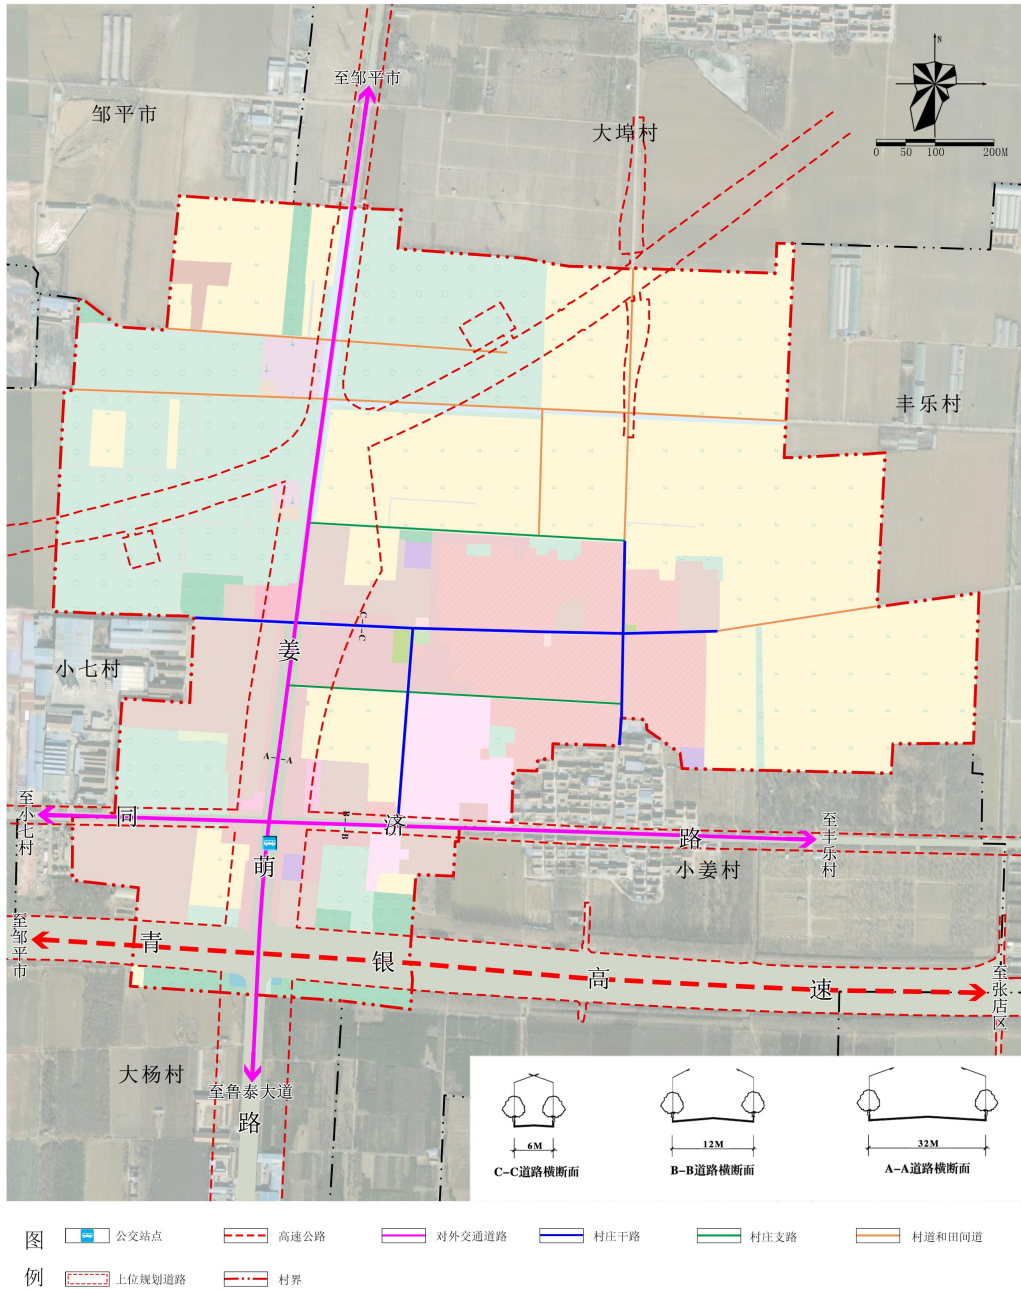 至邹平市
邹平市
大埠村
N
0 50 100 200M
丰乐村
C--C
姜
小七村
A--A
至小七村
同
济
路
B--B
至丰乐村
萌
小姜村
至邹平市
青
银
高
速
至张店区
大杨村
至鲁泰大道
路
6M
12M
32M
C-C道路横断面
B-B道路横断面
A-A道路横断面
图例
公交站点
高速公路
对外交通道路
村庄干路
村庄支路
村道和田间道
上位规划道路
村界